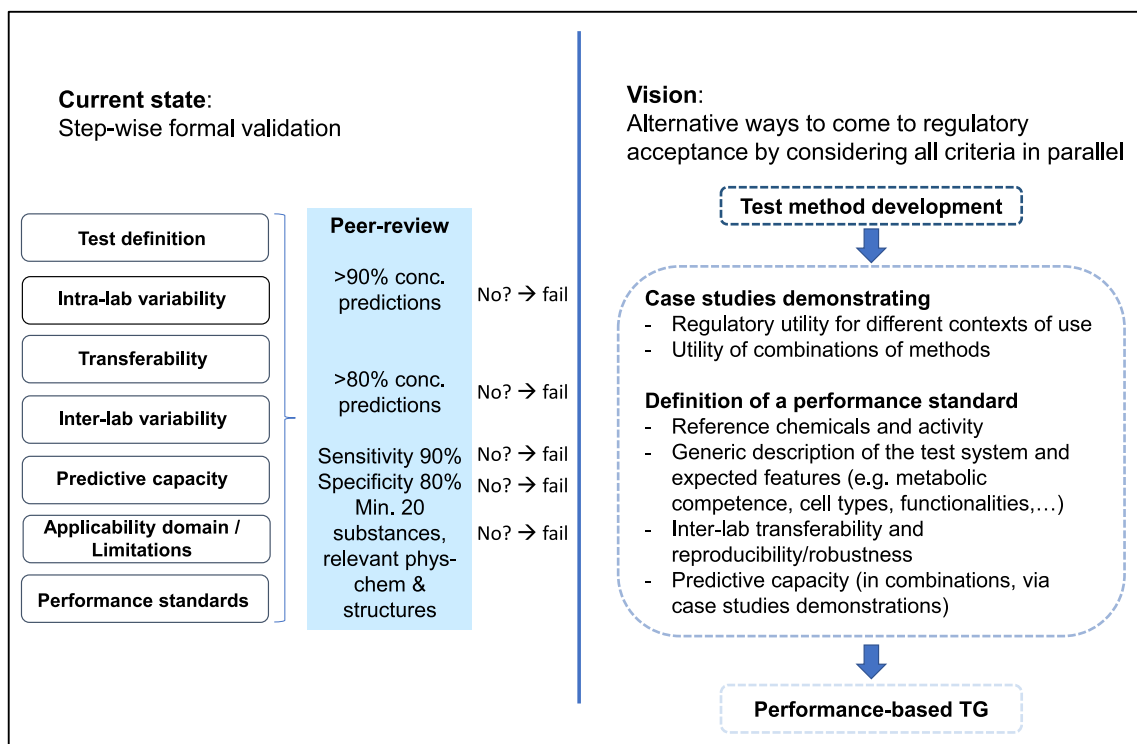 Current state:
Step-wise formal validation
Test definition
Intra-lab variability
Transferability
Inter-lab variability
Predictive capacity
Applicability domain /
Limitations
Performance standards
Peer-review
>90% conc.
predictions
No? → fail
>80% conc.
predictions
No? → fail
Sensitivity 90%
No? → fail
Specificity 80%
No? → fail
Min. 20
substances,
No? → fail
relevant phys-
chem &
structures
Vision:
Alternative ways to come to regulatory
acceptance by considering all criteria in parallel
Test method development
Case studies demonstrating
- Regulatory utility for different contexts of use
- Utility of combinations of methods
Definition of a performance standard
- Reference chemicals and activity
- Generic description of the test system and
expected features (e.g. metabolic
competence, cell types, functionalities,…)
- Inter-lab transferability and
reproducibility/robustness
- Predictive capacity (in combinations, via
case studies demonstrations)
Performance-based TG